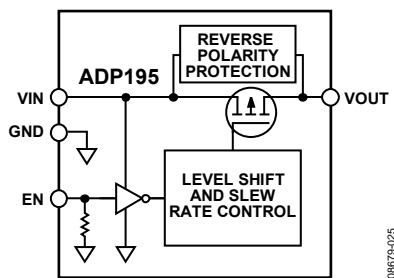 REVERSE
POLARITY
PROTECTION
ADP195
VIN
VOUT
GND
EN
LEVEL SHIFT
AND SLEW
RATE CONTROL
08679-025